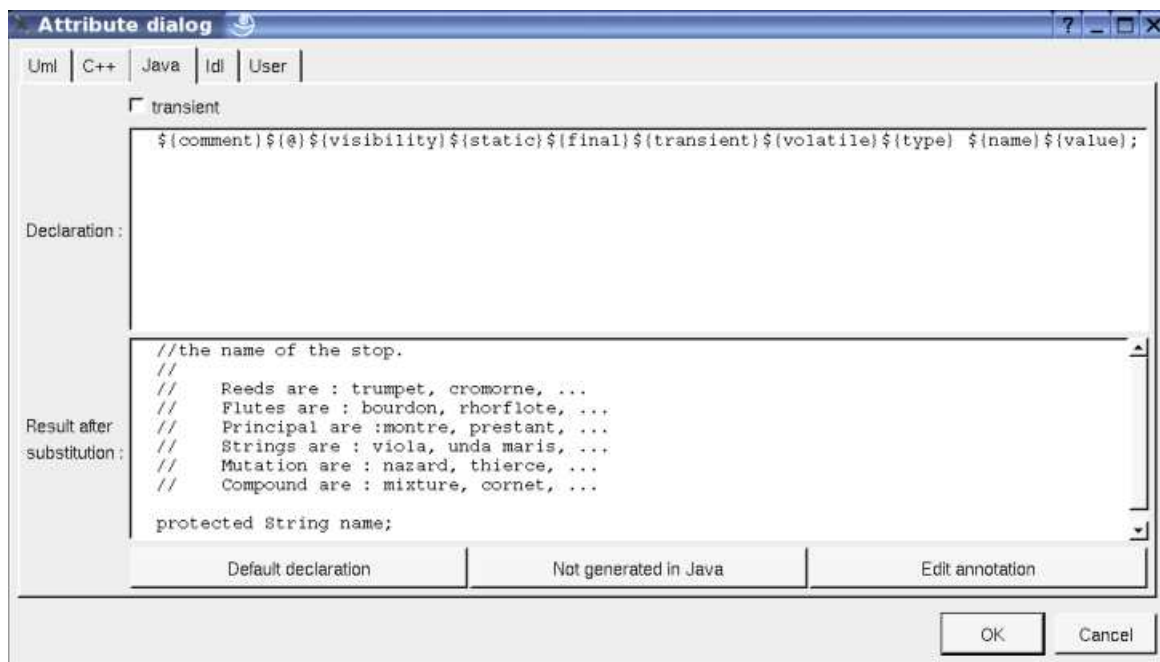 Attribute dialog
?
Uml C++ Java Idl User
transient
Declaration :
${comment}${@}${visibility}${static}${final}${transient}${volatile}${type} ${name}${value};
Result after
substitution :
//the name of the stop.
//
// Reeds are : trumpet, cromorne, ...
// Flutes are : bourdon, rhorflote, ...
// Principal are :montre, prestant, ...
// Strings are : viola, unda maris, ...
// Mutation are : nazard, thierce, ...
// Compound are : mixture, cornet, ...
protected String name;
Default declaration Not generated in Java Edit annotation
OK Cancel